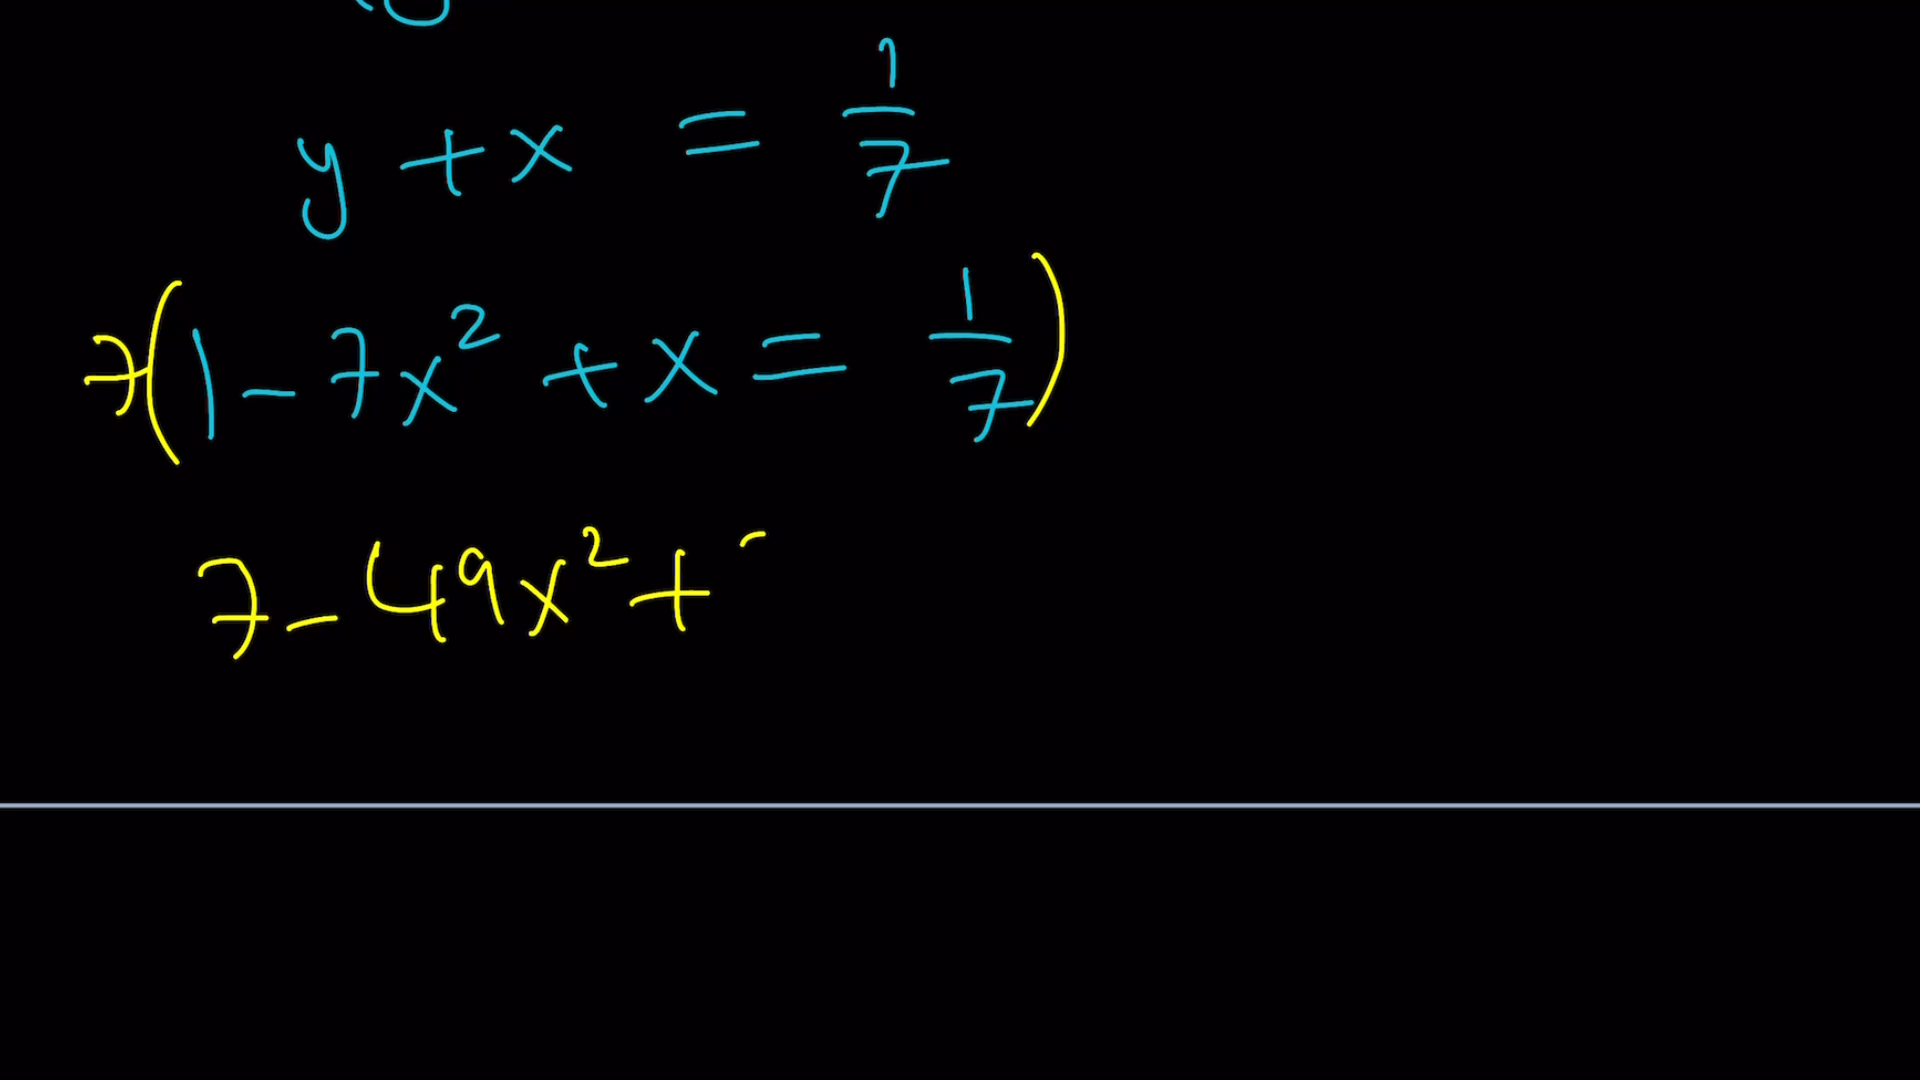 y + x = 1/7
7(1 - 7x² + x = 1/7)
7 - 49x² +